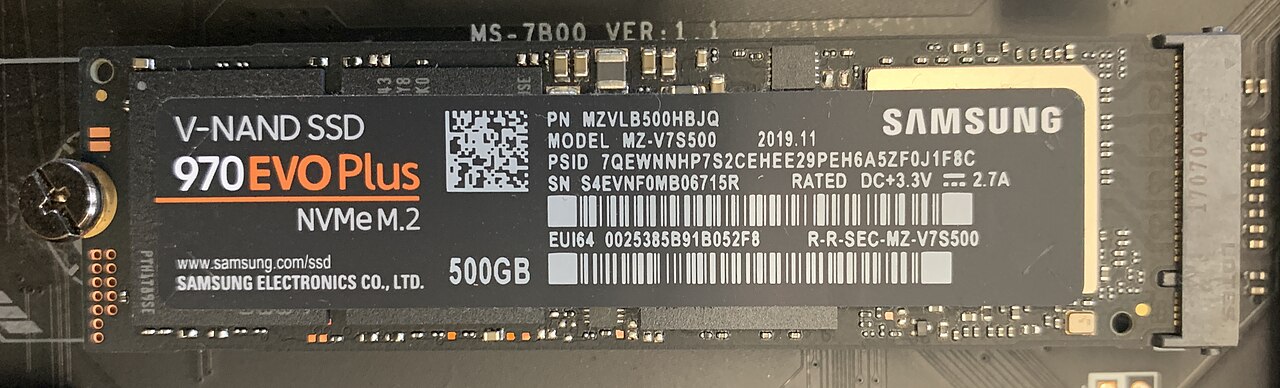 MS-7B00 VER:1.1
V-NAND SSD
970 EVO Plus
NVMe M.2
www.samsung.com/ssd
SAMSUNG ELECTRONICS CO., LTD.
500GB
PN MZVLB500HBJQ
MODEL MZ-V7S500 2019.11
PSID 7QEWNNHP7S2CEHEE29PEH6A5ZF0J1F8C
SN S4EVNF0MB06715R RATED DC+3.3V ⎓ 2.7A
EUI64 0025385B91B052F8 R-R-SEC-MZ-V7S500
SAMSUNG
170704